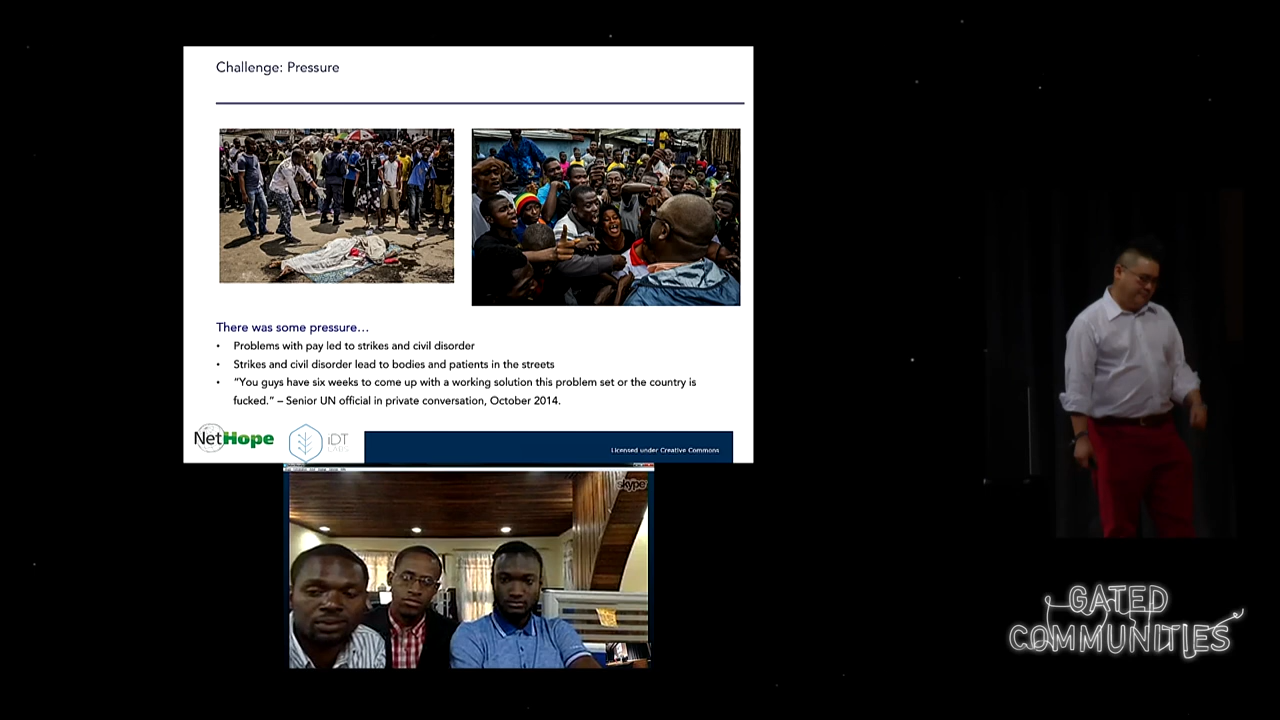 Challenge: Pressure
There was some pressure…
• Problems with pay led to strikes and civil disorder
• Strikes and civil disorder lead to bodies and patients in the streets
• “You guys have six weeks to come up with a working solution this problem set or the country is
fucked.” – Senior UN official in private conversation, October 2014.
NetHope
iDT
LABS
Licensed under Creative Commons
skype
GATED
COMMUNITIES